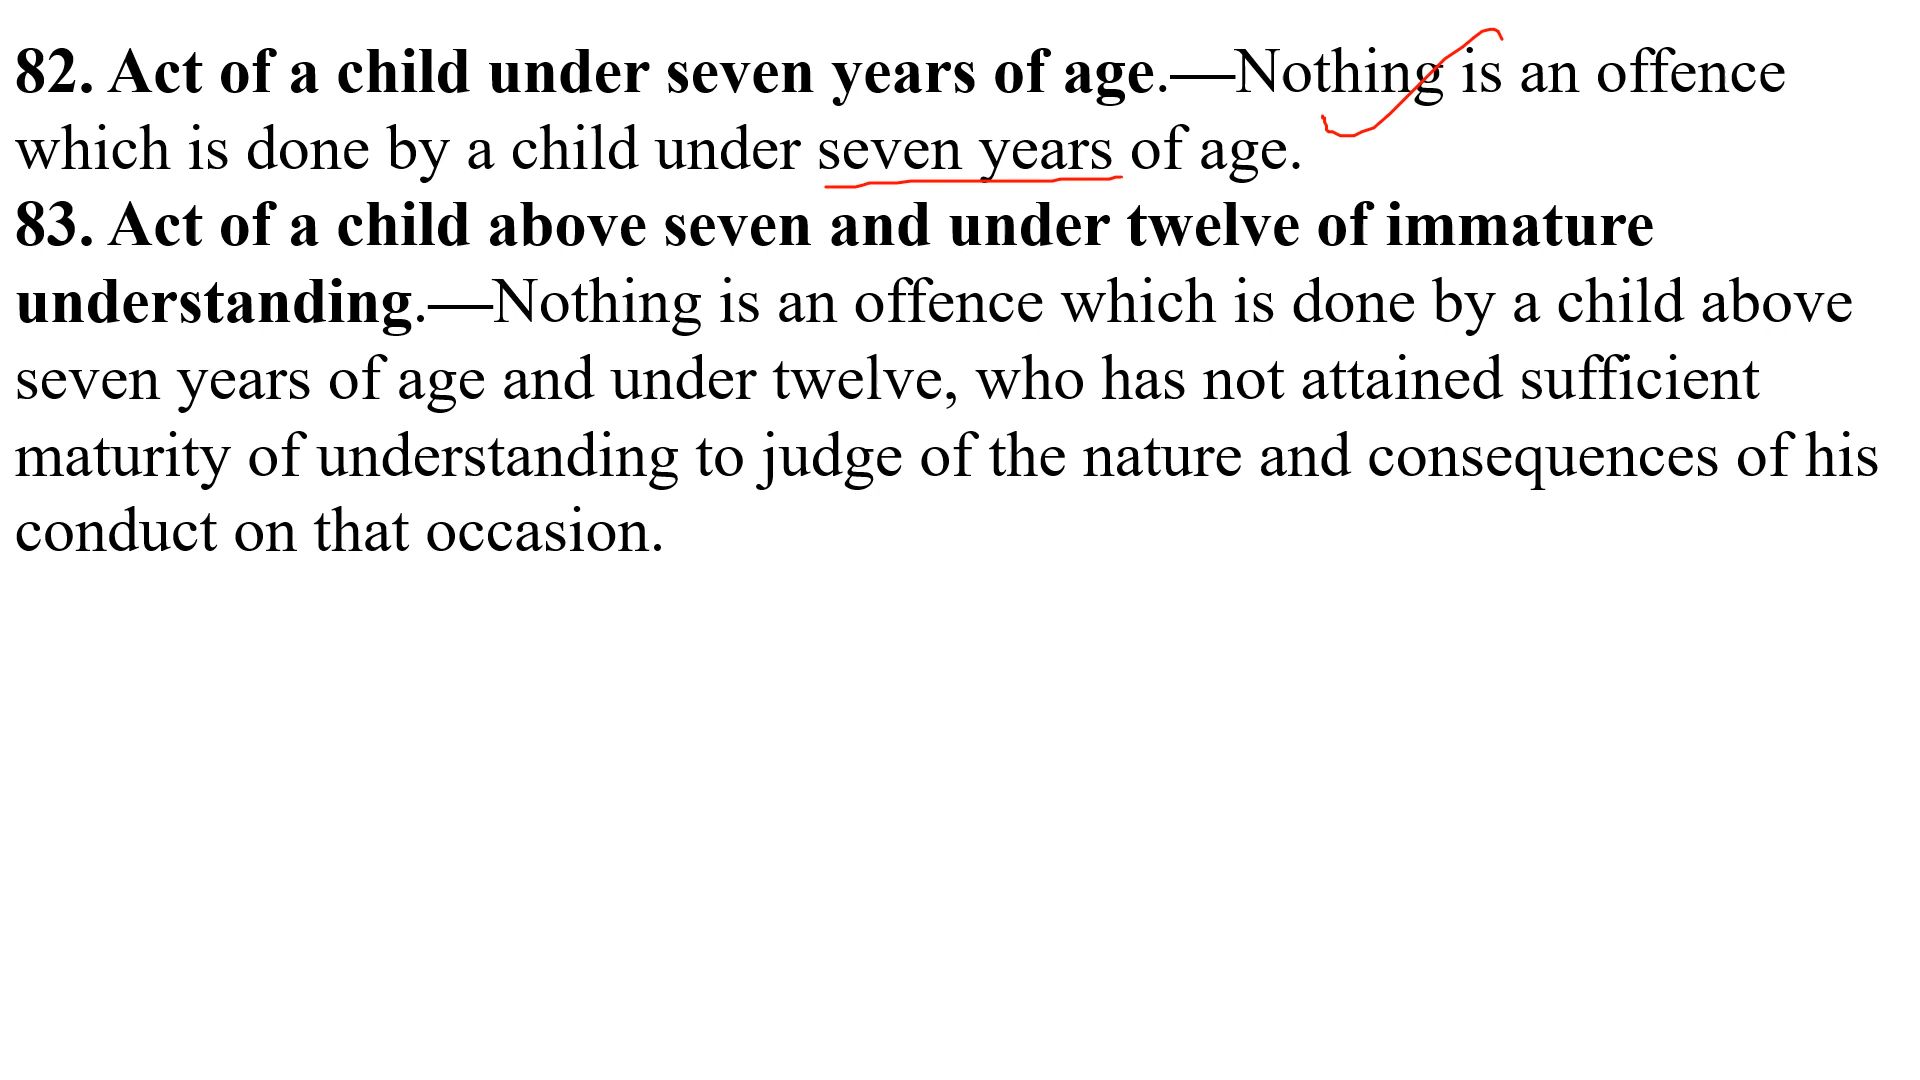 82. Act of a child under seven years of age.—Nothing is an offence
which is done by a child under seven years of age.
83. Act of a child above seven and under twelve of immature
understanding.—Nothing is an offence which is done by a child above
seven years of age and under twelve, who has not attained sufficient
maturity of understanding to judge of the nature and consequences of his
conduct on that occasion.